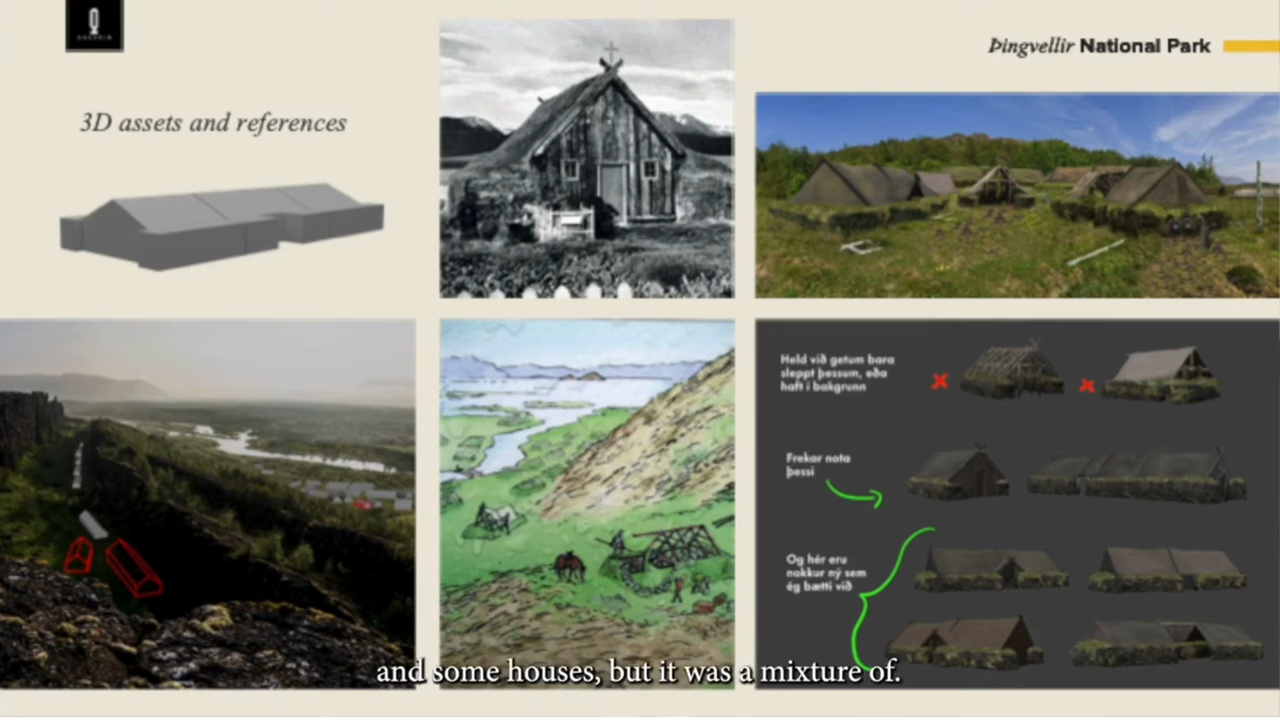 Þingvellir National Park
3D assets and references
Held við getum bara
sleppt þessum, eða
haft í bakgrunn
Frekar nota
þessi
Og hér eru
nokkur ný sem
ég bætti við
and some houses, but it was a mixture of.